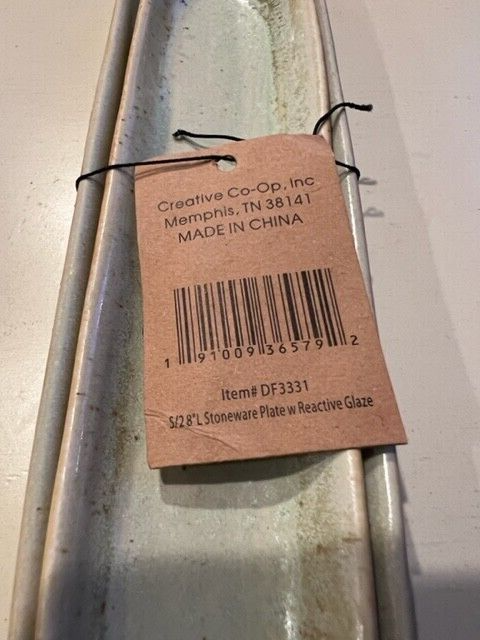 Creative Co-Op, Inc
Memphis, TN 38141
MADE IN CHINA
1 91009 36579 2
Item# DF3331
S/2 8"L Stoneware Plate w Reactive Glaze